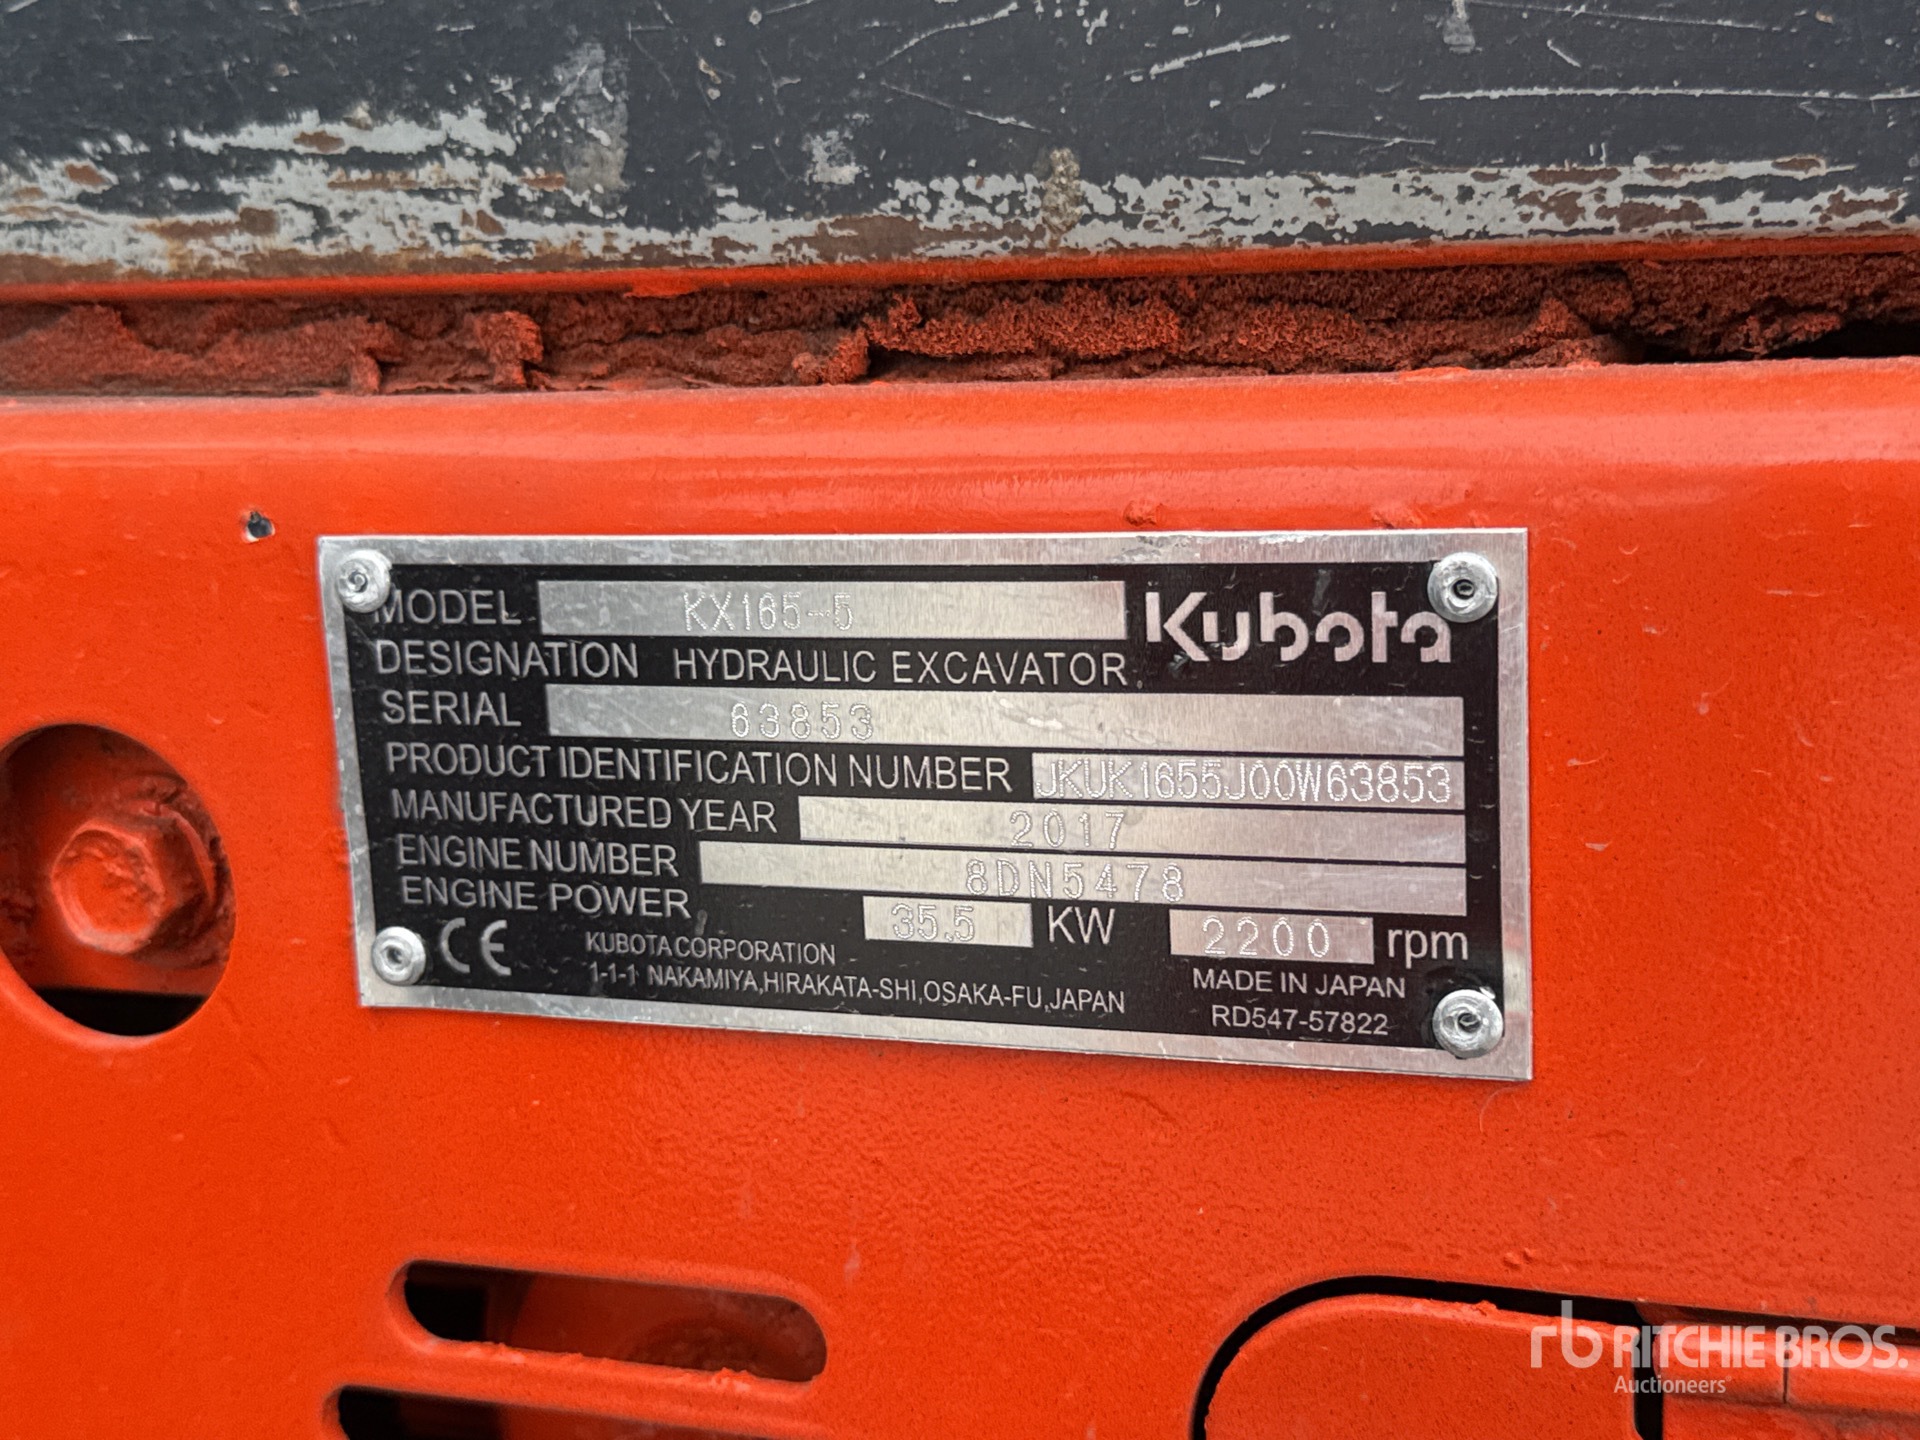 MODEL KX165-5 Kubota
DESIGNATION HYDRAULIC EXCAVATOR
SERIAL 63853
PRODUCT IDENTIFICATION NUMBER JKUK1655J00W63853
MANUFACTURED YEAR 2017
ENGINE NUMBER 8DN5478
ENGINE POWER 35.5 KW 2200 rpm
CE KUBOTA CORPORATION
1-1-1 NAKAMIYA,HIRAKATA-SHI,OSAKA-FU,JAPAN
MADE IN JAPAN
RD547-57822
rb RITCHIE BROS.
Auctioneers